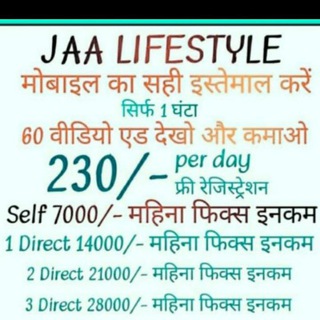 JAA LIFESTYLE
मोबाइल का सही इस्तेमाल करें
सिर्फ 1 घंटा
60 वीडियो एड देखो और कमाओ
230/- per day
फ्री रेजिस्ट्रेशन
Self 7000/- महिना फिक्स इनकम
1 Direct 14000/- महिना फिक्स इनकम
2 Direct 21000/- महिना फिक्स इनकम
3 Direct 28000/- महिना फिक्स इनकम